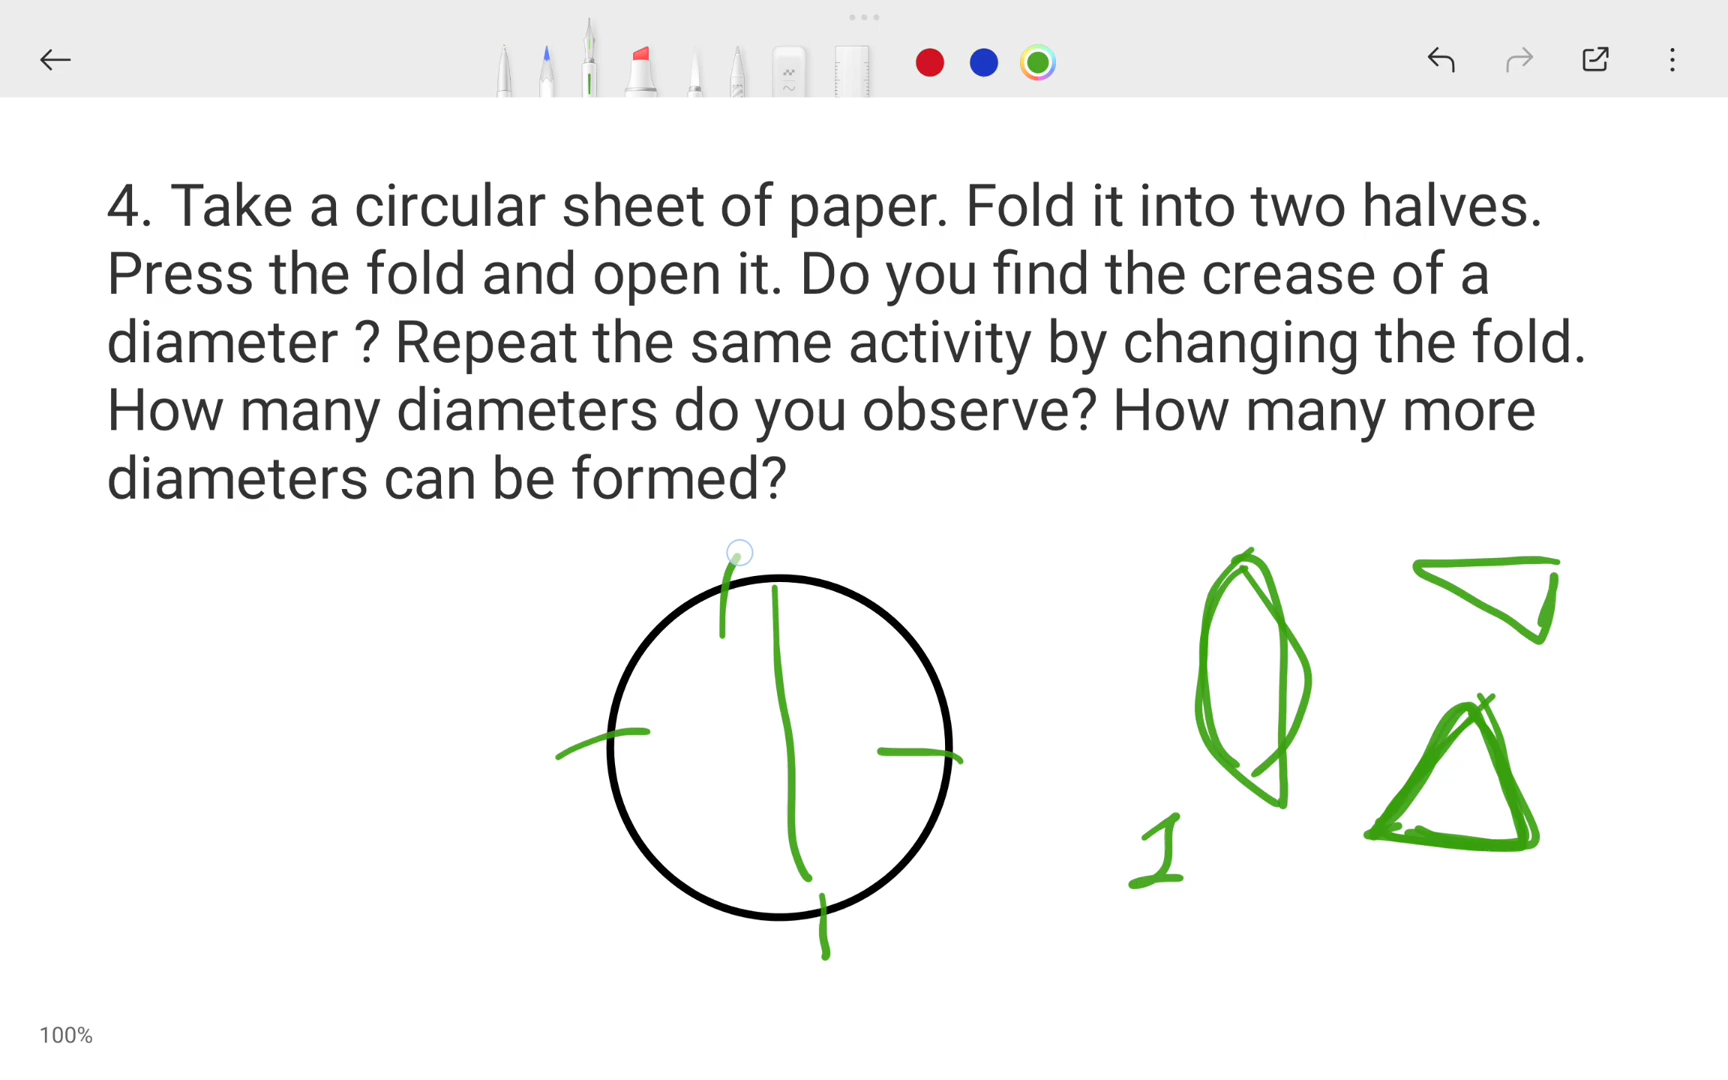 4. Take a circular sheet of paper. Fold it into two halves.
Press the fold and open it. Do you find the crease of a
diameter ? Repeat the same activity by changing the fold.
How many diameters do you observe? How many more
diameters can be formed?
1
100%